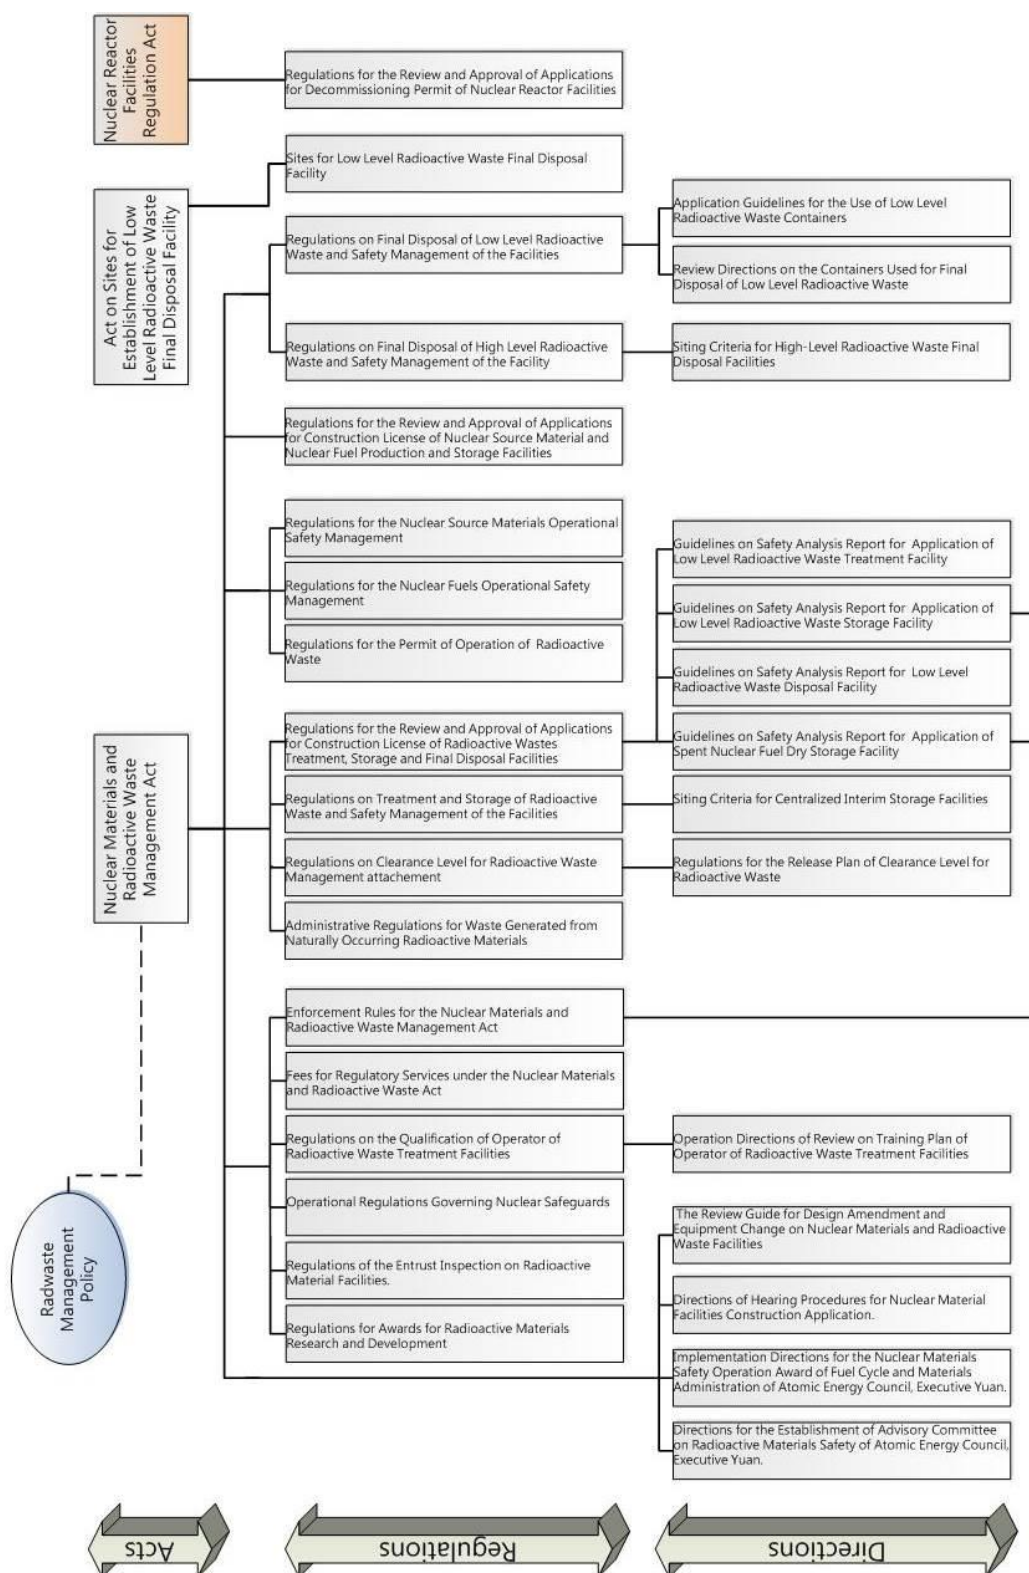 Nuclear Reactor
Facilities
Regulation Act
Regulations for the Review and Approval of Applications
for Decommissioning Permit of Nuclear Reactor Facilities
Act on Sites for
Establishment of Low
Level Radioactive Waste
Final Disposal Facility
Sites for Low Level Radioactive Waste Final Disposal
Facility
Regulations on Final Disposal of Low Level Radioactive
Waste and Safety Management of the Facilities
Application Guidelines for the Use of Low Level
Radioactive Waste Containers
Review Directions on the Containers Used for Final
Disposal of Low Level Radioactive Waste
Regulations on Final Disposal of High Level Radioactive
Waste and Safety Management of the Facility
Siting Criteria for High-Level Radioactive Waste Final
Disposal Facilities
Regulations for the Review and Approval of Applications
for Construction License of Nuclear Source Material and
Nuclear Fuel Production and Storage Facilities
Regulations for the Nuclear Source Materials Operational
Safety Management
Regulations for the Nuclear Fuels Operational Safety
Management
Regulations for the Permit of Operation of Radioactive
Waste
Nuclear Materials and
Radioactive Waste
Management Act
Regulations for the Review and Approval of Applications
for Construction License of Radioactive Wastes
Treatment, Storage and Final Disposal Facilities
Guidelines on Safety Analysis Report for Application of
Low Level Radioactive Waste Treatment Facility
Guidelines on Safety Analysis Report for Application of
Low Level Radioactive Waste Storage Facility
Guidelines on Safety Analysis Report for Low Level
Radioactive Waste Disposal Facility
Guidelines on Safety Analysis Report for Application of
Spent Nuclear Fuel Dry Storage Facility
Regulations on Treatment and Storage of Radioactive
Waste and Safety Management of the Facilities
Siting Criteria for Centralized Interim Storage Facilities
Regulations on Clearance Level for Radioactive Waste
Management attachement
Regulations for the Release Plan of Clearance Level for
Radioactive Waste
Administrative Regulations for Waste Generated from
Naturally Occurring Radioactive Materials
Enforcement Rules for the Nuclear Materials and
Radioactive Waste Management Act
Fees for Regulatory Services under the Nuclear Materials
and Radioactive Waste Act
Regulations on the Qualification of Operator of
Radioactive Waste Treatment Facilities
Operation Directions of Review on Training Plan of
Operator of Radioactive Waste Treatment Facilities
Operational Regulations Governing Nuclear Safeguards
Regulations of the Entrust Inspection on Radioactive
Material Facilities.
Regulations for Awards for Radioactive Materials
Research and Development
The Review Guide for Design Amendment and
Equipment Change on Nuclear Materials and Radioactive
Waste Facilities
Directions of Hearing Procedures for Nuclear Material
Facilities Construction Application.
Implementation Directions for the Nuclear Materials
Safety Operation Award of Fuel Cycle and Materials
Administration of Atomic Energy Council, Executive Yuan.
Directions for the Establishment of Advisory Committee
on Radioactive Materials Safety of Atomic Energy Council,
Executive Yuan.
Radwaste
Management
Policy
Acts
Regulations
Directions